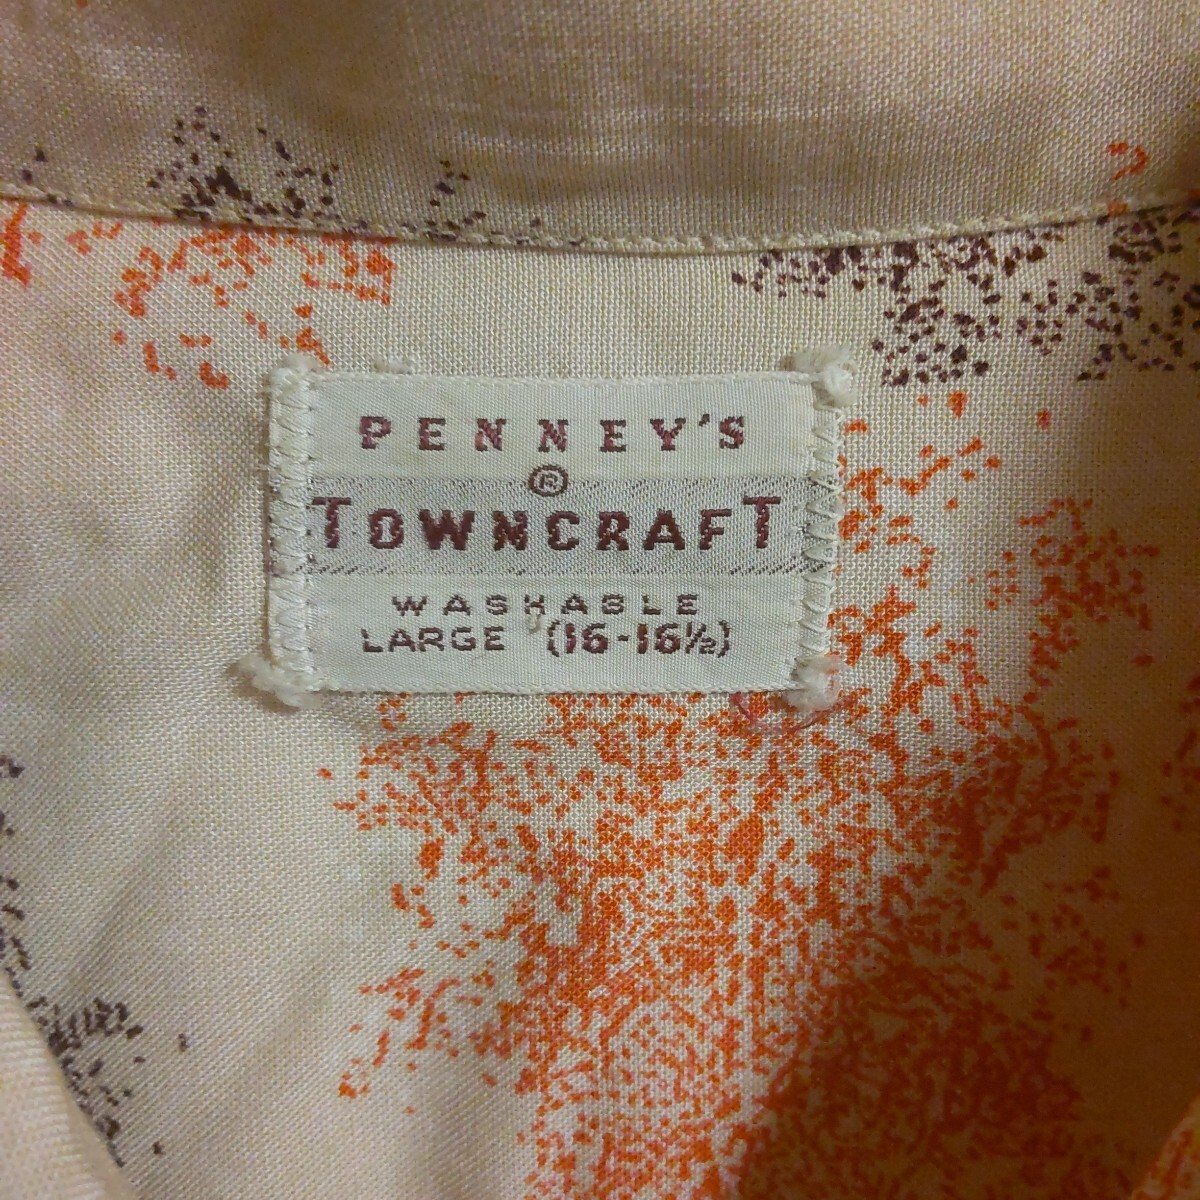 PENNEY'S
®
TOWNCRAFT
WASHABLE
LARGE (16-16½)